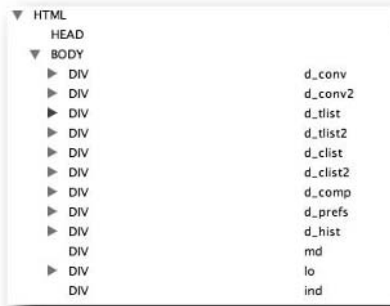 HTML
HEAD
BODY
DIV d_conv
DIV d_conv2
DIV d_tlist
DIV d_tlist2
DIV d_clist
DIV d_clist2
DIV d_comp
DIV d_prefs
DIV d_hist
DIV md
DIV lo
DIV ind